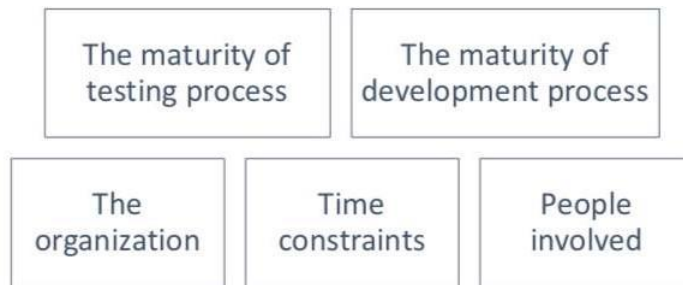 The maturity of
testing process
The maturity of
development process
The
organization
Time
constraints
People
involved